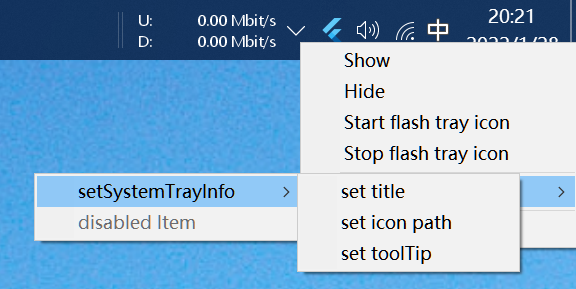 U: 0.00 Mbit/s
D: 0.00 Mbit/s
中
20:21
Show
Hide
Start flash tray icon
Stop flash tray icon
setSystemTrayInfo
disabled Item
set title
set icon path
set toolTip